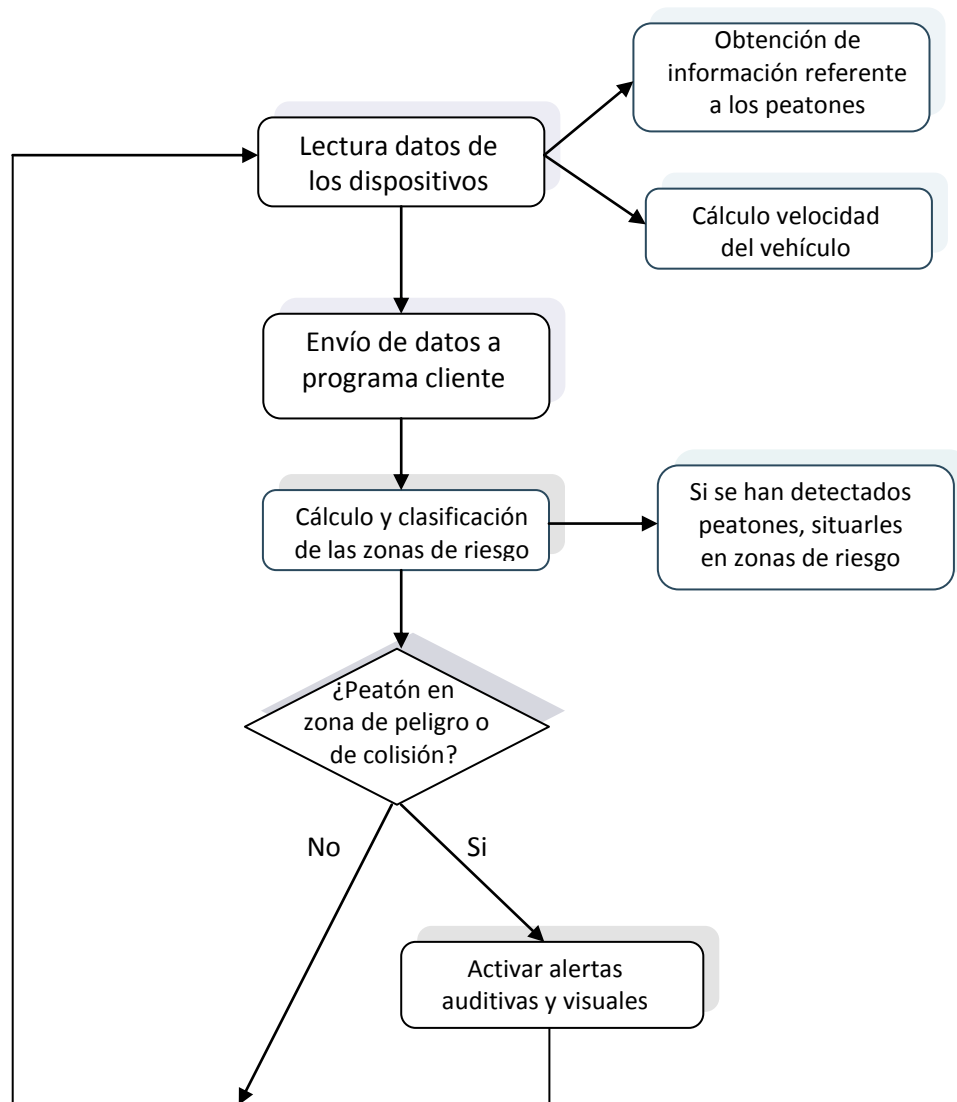 Obtención de
información referente
a los peatones
Lectura datos de
los dispositivos
Cálculo velocidad
del vehículo
Envío de datos a
programa cliente
Cálculo y clasificación
de las zonas de riesgo
Si se han detectados
peatones, situarles
en zonas de riesgo
¿Peatón en
zona de peligro o
de colisión?
No
Si
Activar alertas
auditivas y visuales